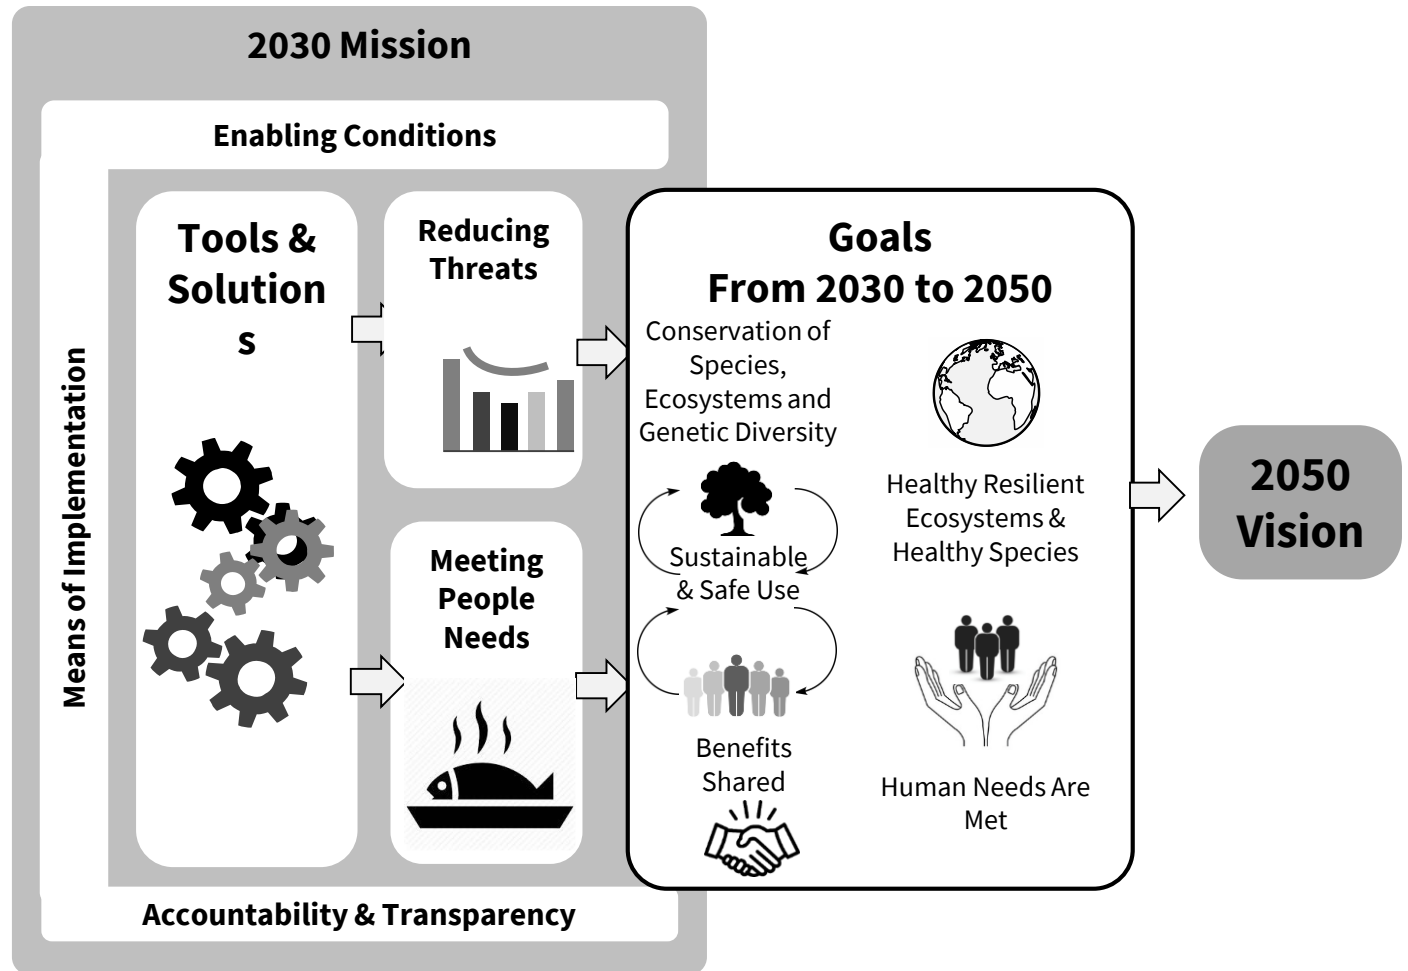 2030 Mission
Enabling Conditions
Means of Implementation
Tools &
Solution
s
Reducing
Threats
Meeting
People
Needs
Goals
From 2030 to 2050
Conservation of
Species,
Ecosystems and
Genetic Diversity
Sustainable
& Safe Use
Benefits
Shared
Healthy Resilient
Ecosystems &
Healthy Species
Human Needs Are
Met
2050
Vision
Accountability & Transparency